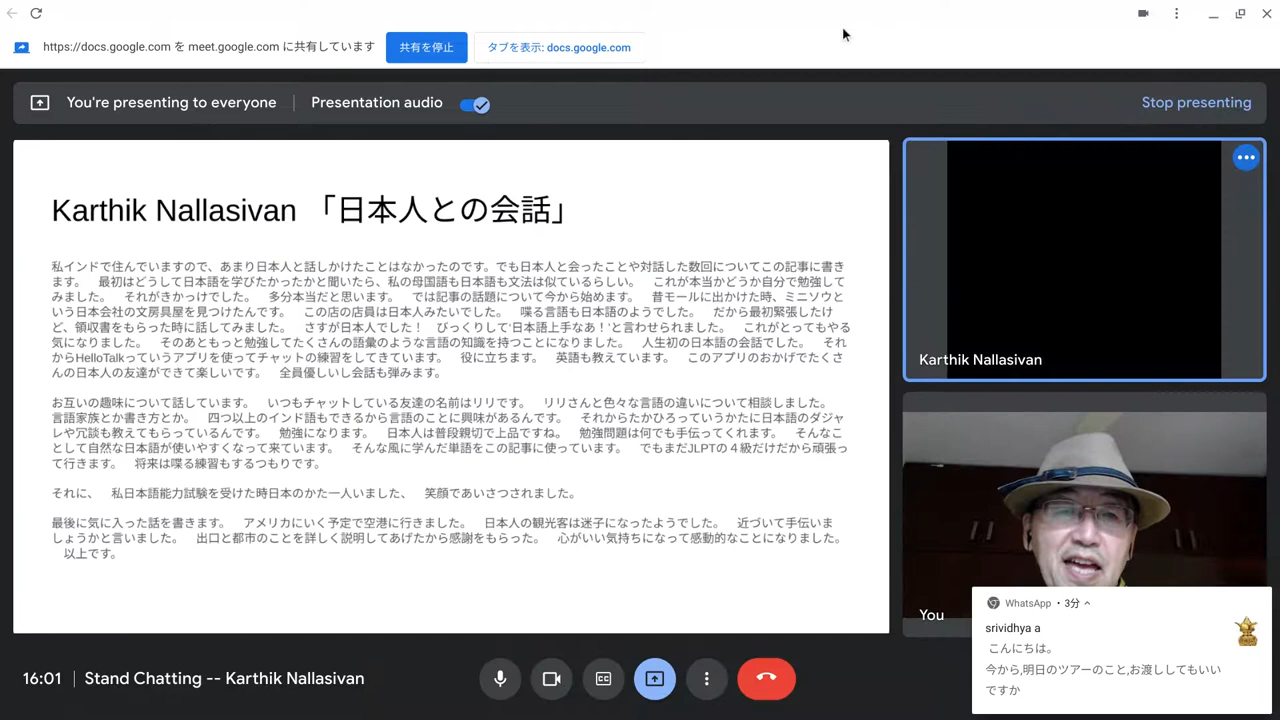 https://docs.google.com を meet.google.com に共有しています
共有を停止
タブを表示: docs.google.com
You're presenting to everyone
Presentation audio
Stop presenting
Karthik Nallasivan 「日本人との会話」
私インドで住んでいますので、あまり日本人と話しかけたことはなかったのです。でも日本人と会ったことや対話した数回についてこの記事に書き
ます。 最初はどうして日本語を学びたかったかと聞いたら、私の母国語も日本語も文法は似ているらしい。 これが本当かどうか自分で勉強して
みました。 それがきかっけでした。 多分本当だと思います。 では記事の話題について今から始めます。 昔モールに出かけた時、ミニソウと
いう日本会社の文房具屋を見つけたんです。 この店の店員は日本人みたいでした。 喋る言語も日本語のようでした。 だから最初緊張したけ
ど、領収書をもらった時に話してみました。 さすが日本人でした！ びっくりして'日本語上手なあ！'と言わせられました。 これがとってもやる
気になりました。 そのあともっと勉強してたくさんの語彙のような言語の知識を持つことになりました。 人生初の日本語の会話でした。 それ
からHelloTalkっていうアプリを使ってチャットの練習をしてきています。 役に立ちます。 英語も教えています。 このアプリのおかげでたくさ
んの日本人の友達ができて楽しいです。 全員優しいし会話も弾みます。
お互いの趣味について話しています。 いつもチャットしている友達の名前はリリです。 リリさんと色々な言語の違いについて相談しました。
言語家族とか書き方とか。 四つ以上のインド語もできるから言語のことに興味があるんです。 それからたかひろっていうかたに日本語のダジャ
レや冗談も教えてもらっているんです。 勉強になります。 日本人は普段親切で上品ですね。 勉強問題は何でも手伝ってくれます。 そんなこ
として自然な日本語が使いやすくなって来ています。 そんな風に学んだ単語をこの記事に使っています。 でもまだJLPTの４級だけだから頑張っ
て行きます。 将来は喋る練習もするつもりです。
それに、 私日本語能力試験を受けた時日本のかた一人いました、 笑顔であいさつされました。
最後に気に入った話を書きます。 アメリカにいく予定で空港に行きました。 日本人の観光客は迷子になったようでした。 近づいて手伝いま
しょうかと言いました。 出口と都市のことを詳しく説明してあげたから感謝をもらった。 心がいい気持ちになって感動的なことになりました。
以上です。
Karthik Nallasivan
You
WhatsApp • 3分
srividhya a
こんにちは。
今から,明日のツアーのこと,お渡ししてもいい
ですか
16:01
Stand Chatting -- Karthik Nallasivan